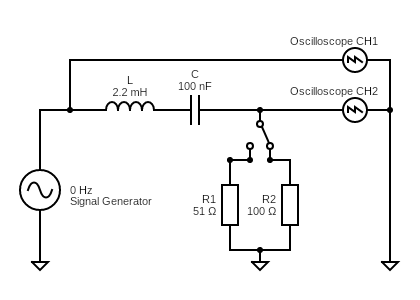 Oscilloscope CH1
L
2.2 mH
C
100 nF
Oscilloscope CH2
0 Hz
Signal Generator
R1
51 Ω
R2
100 Ω